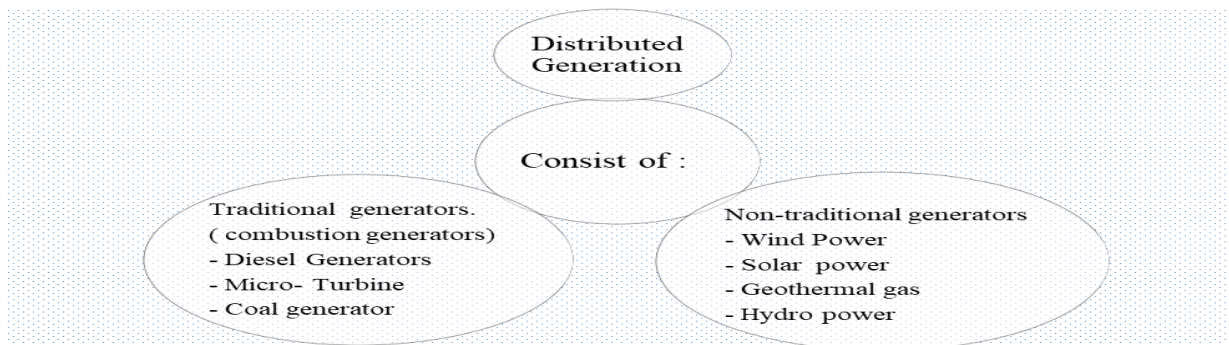 Distributed
Generation
Consist of :
Traditional generators.
( combustion generators)
- Diesel Generators
- Micro- Turbine
- Coal generator
Non-traditional generators
- Wind Power
- Solar power
- Geothermal gas
- Hydro power